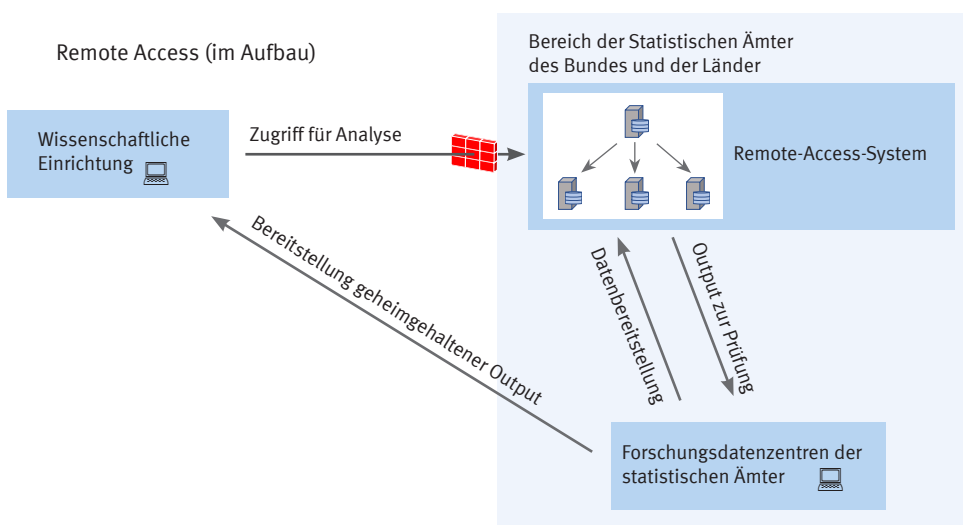 Remote Access (im Aufbau)
Bereich der Statistischen Ämter
des Bundes und der Länder
Wissenschaftliche
Einrichtung
Zugriff für Analyse
Remote-Access-System
Bereitstellung geheimgehaltener Output
Datenbereitstellung
Output zur Prüfung
Forschungsdatenzentren der
statistischen Ämter